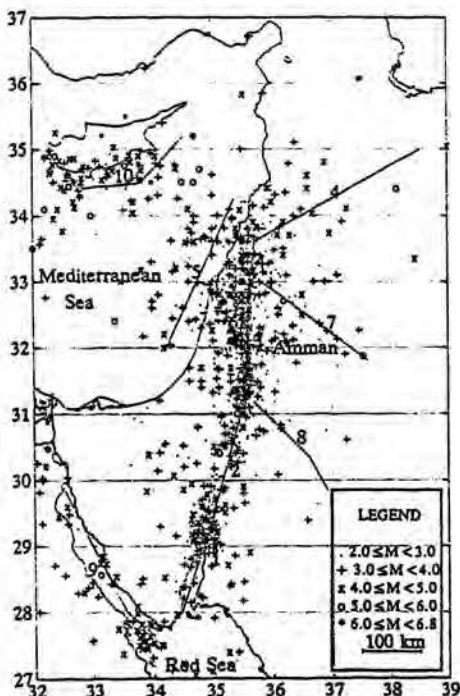 37
36
35
34
33
32
31
30
29
28
27
32 33 34 35 36 37 38 39
10
4
7
8
2
Mediterranean
Sea
Amman
Red Sea
LEGEND
. 2.0≤M<3.0
+ 3.0≤M<4.0
x 4.0≤M<5.0
o 5.0≤M<6.0
* 6.0≤M<6.8
100 km